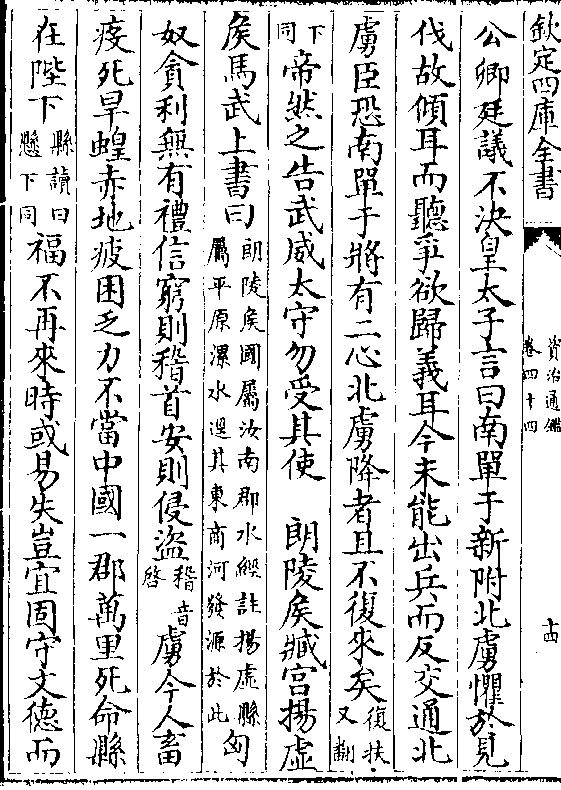 欽定四庫全書
資治通鑑
卷四十四
十四
公卿廷議不決皇太子言曰南單于新附北虜懼於見
伐故傾耳而聽爭欲歸義耳今未能出兵而反交通北
虜臣恐南單于將有二心北虜降者且不復來矣復扶又翻
下同帝然之告武威太守勿受其使 朗陵侯臧宮揚虛
侯馬武上書曰朗陵侯國屬汝南郡水經註揚虛縣屬平原漯水逕其東商河發源於此匈
奴貪利無有禮信窮則稽首安則侵盜稽音啓虜今人畜
疫死旱蝗赤地疲困乏力不當中國一郡萬里死命縣
在陛下縣讀曰懸下同福不再來時或易失豈宜固守文德而